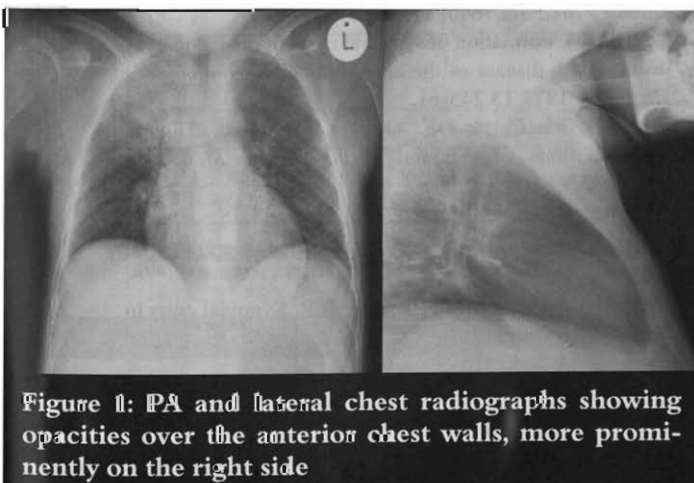 L
Figure 1: PA and lateral chest radiographs showing
opacities over the anterior chest walls, more promi-
nently on the right side